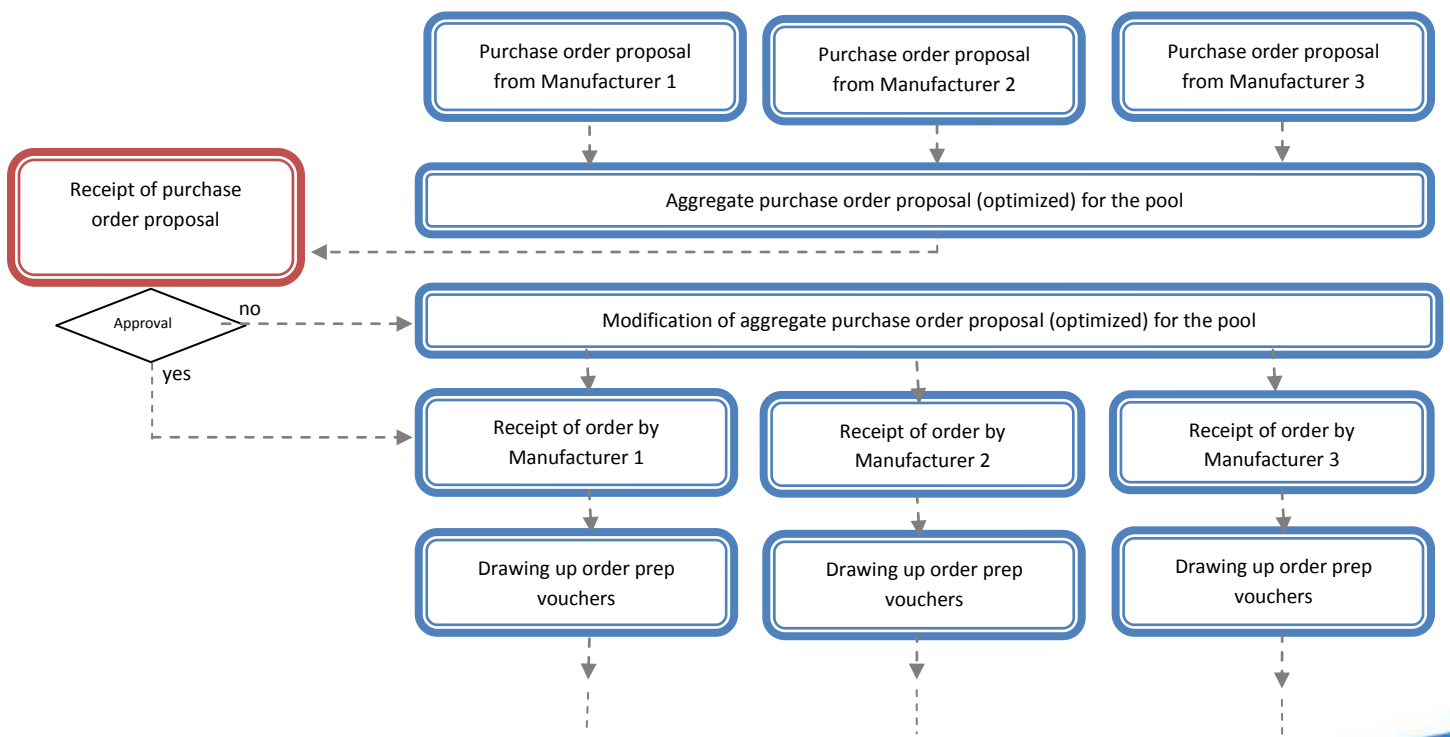 Purchase order proposal
from Manufacturer 1
Purchase order proposal
from Manufacturer 2
Purchase order proposal
from Manufacturer 3
Receipt of purchase
order proposal
Aggregate purchase order proposal (optimized) for the pool
Approval
no
yes
Modification of aggregate purchase order proposal (optimized) for the pool
Receipt of order by
Manufacturer 1
Receipt of order by
Manufacturer 2
Receipt of order by
Manufacturer 3
Drawing up order prep
vouchers
Drawing up order prep
vouchers
Drawing up order prep
vouchers